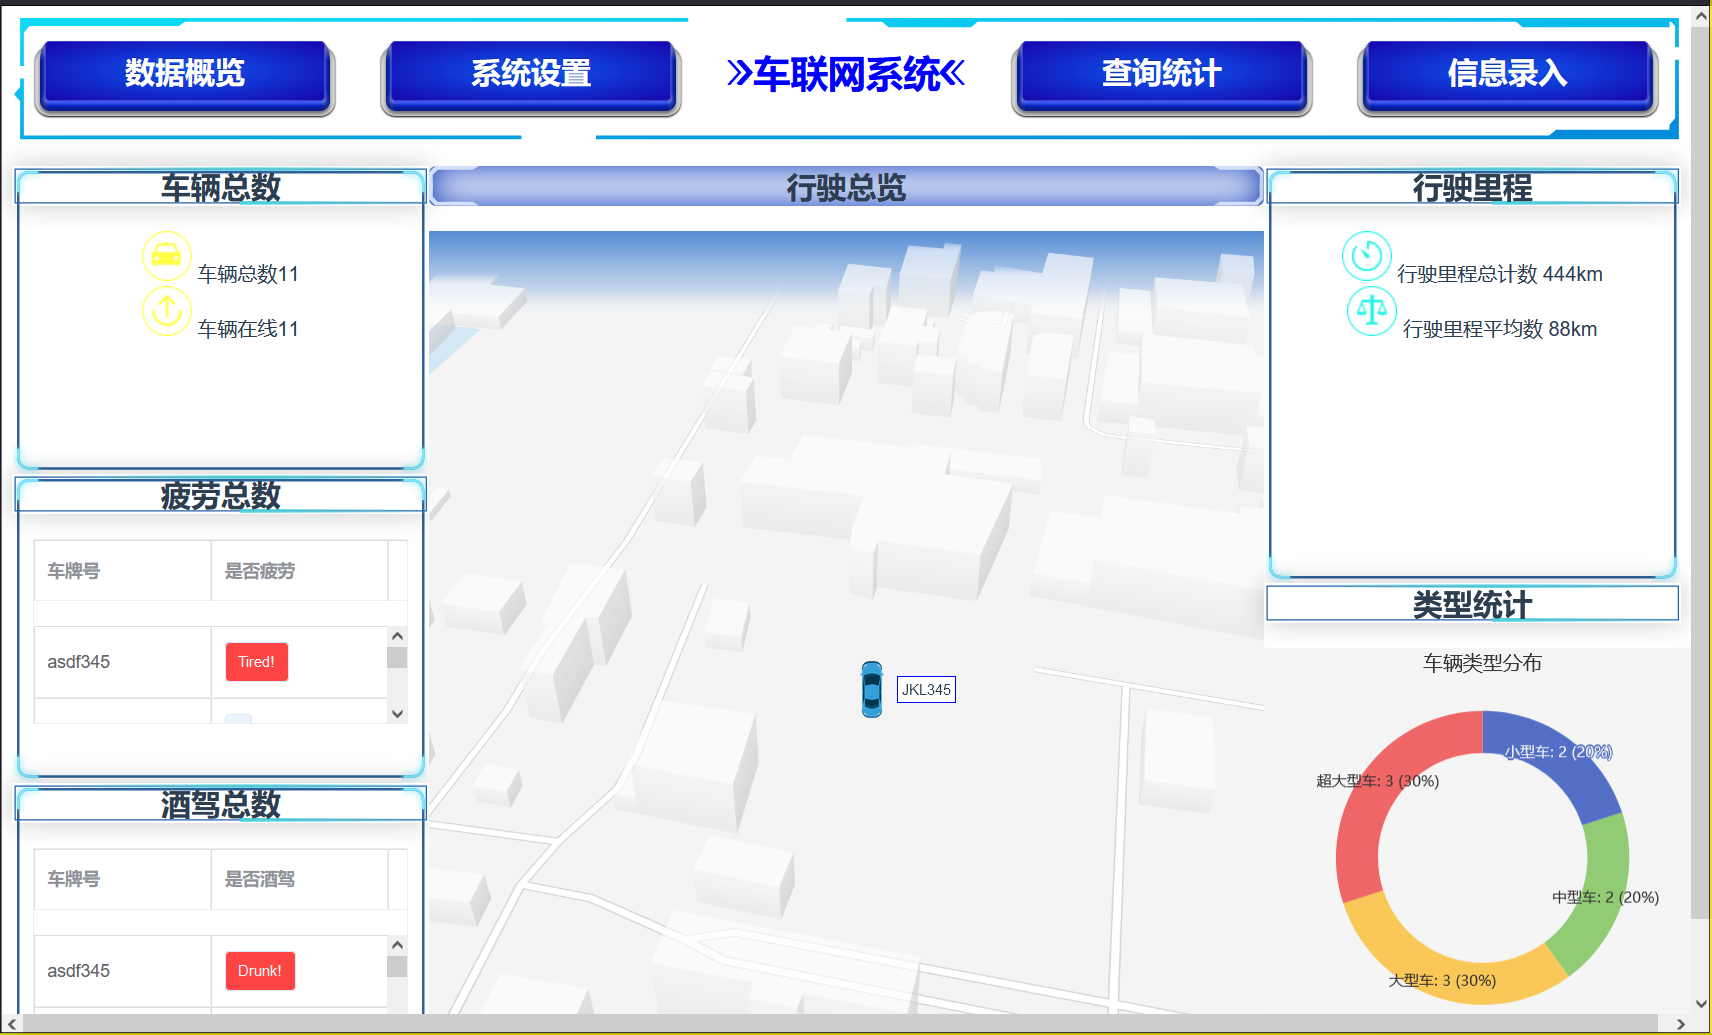 数据概览
系统设置
车联网系统
查询统计
信息录入
车辆总数
车辆总数11
车辆在线11
疲劳总数
车牌号 是否疲劳
asdf345 Tired!
酒驾总数
车牌号 是否酒驾
asdf345 Drunk!
行驶总览
JKL345
行驶里程
行驶里程总计数 444km
行驶里程平均数 88km
类型统计
车辆类型分布
小型车: 2 (20%)
超大型车: 3 (30%)
中型车: 2 (20%)
大型车: 3 (30%)